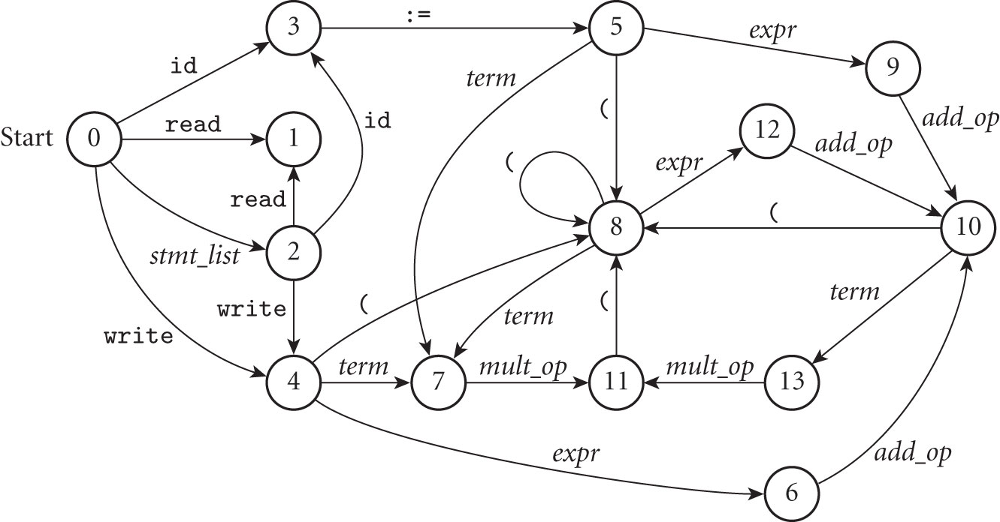 3
:=
5
expr
9
id
term
(
add_op
Start
0
read
1
id
12
add_op
(
expr
read
8
(
10
stmt_list
2
write
(
(
term
term
write
4
term
7
mult_op
11
mult_op
13
expr
add_op
6